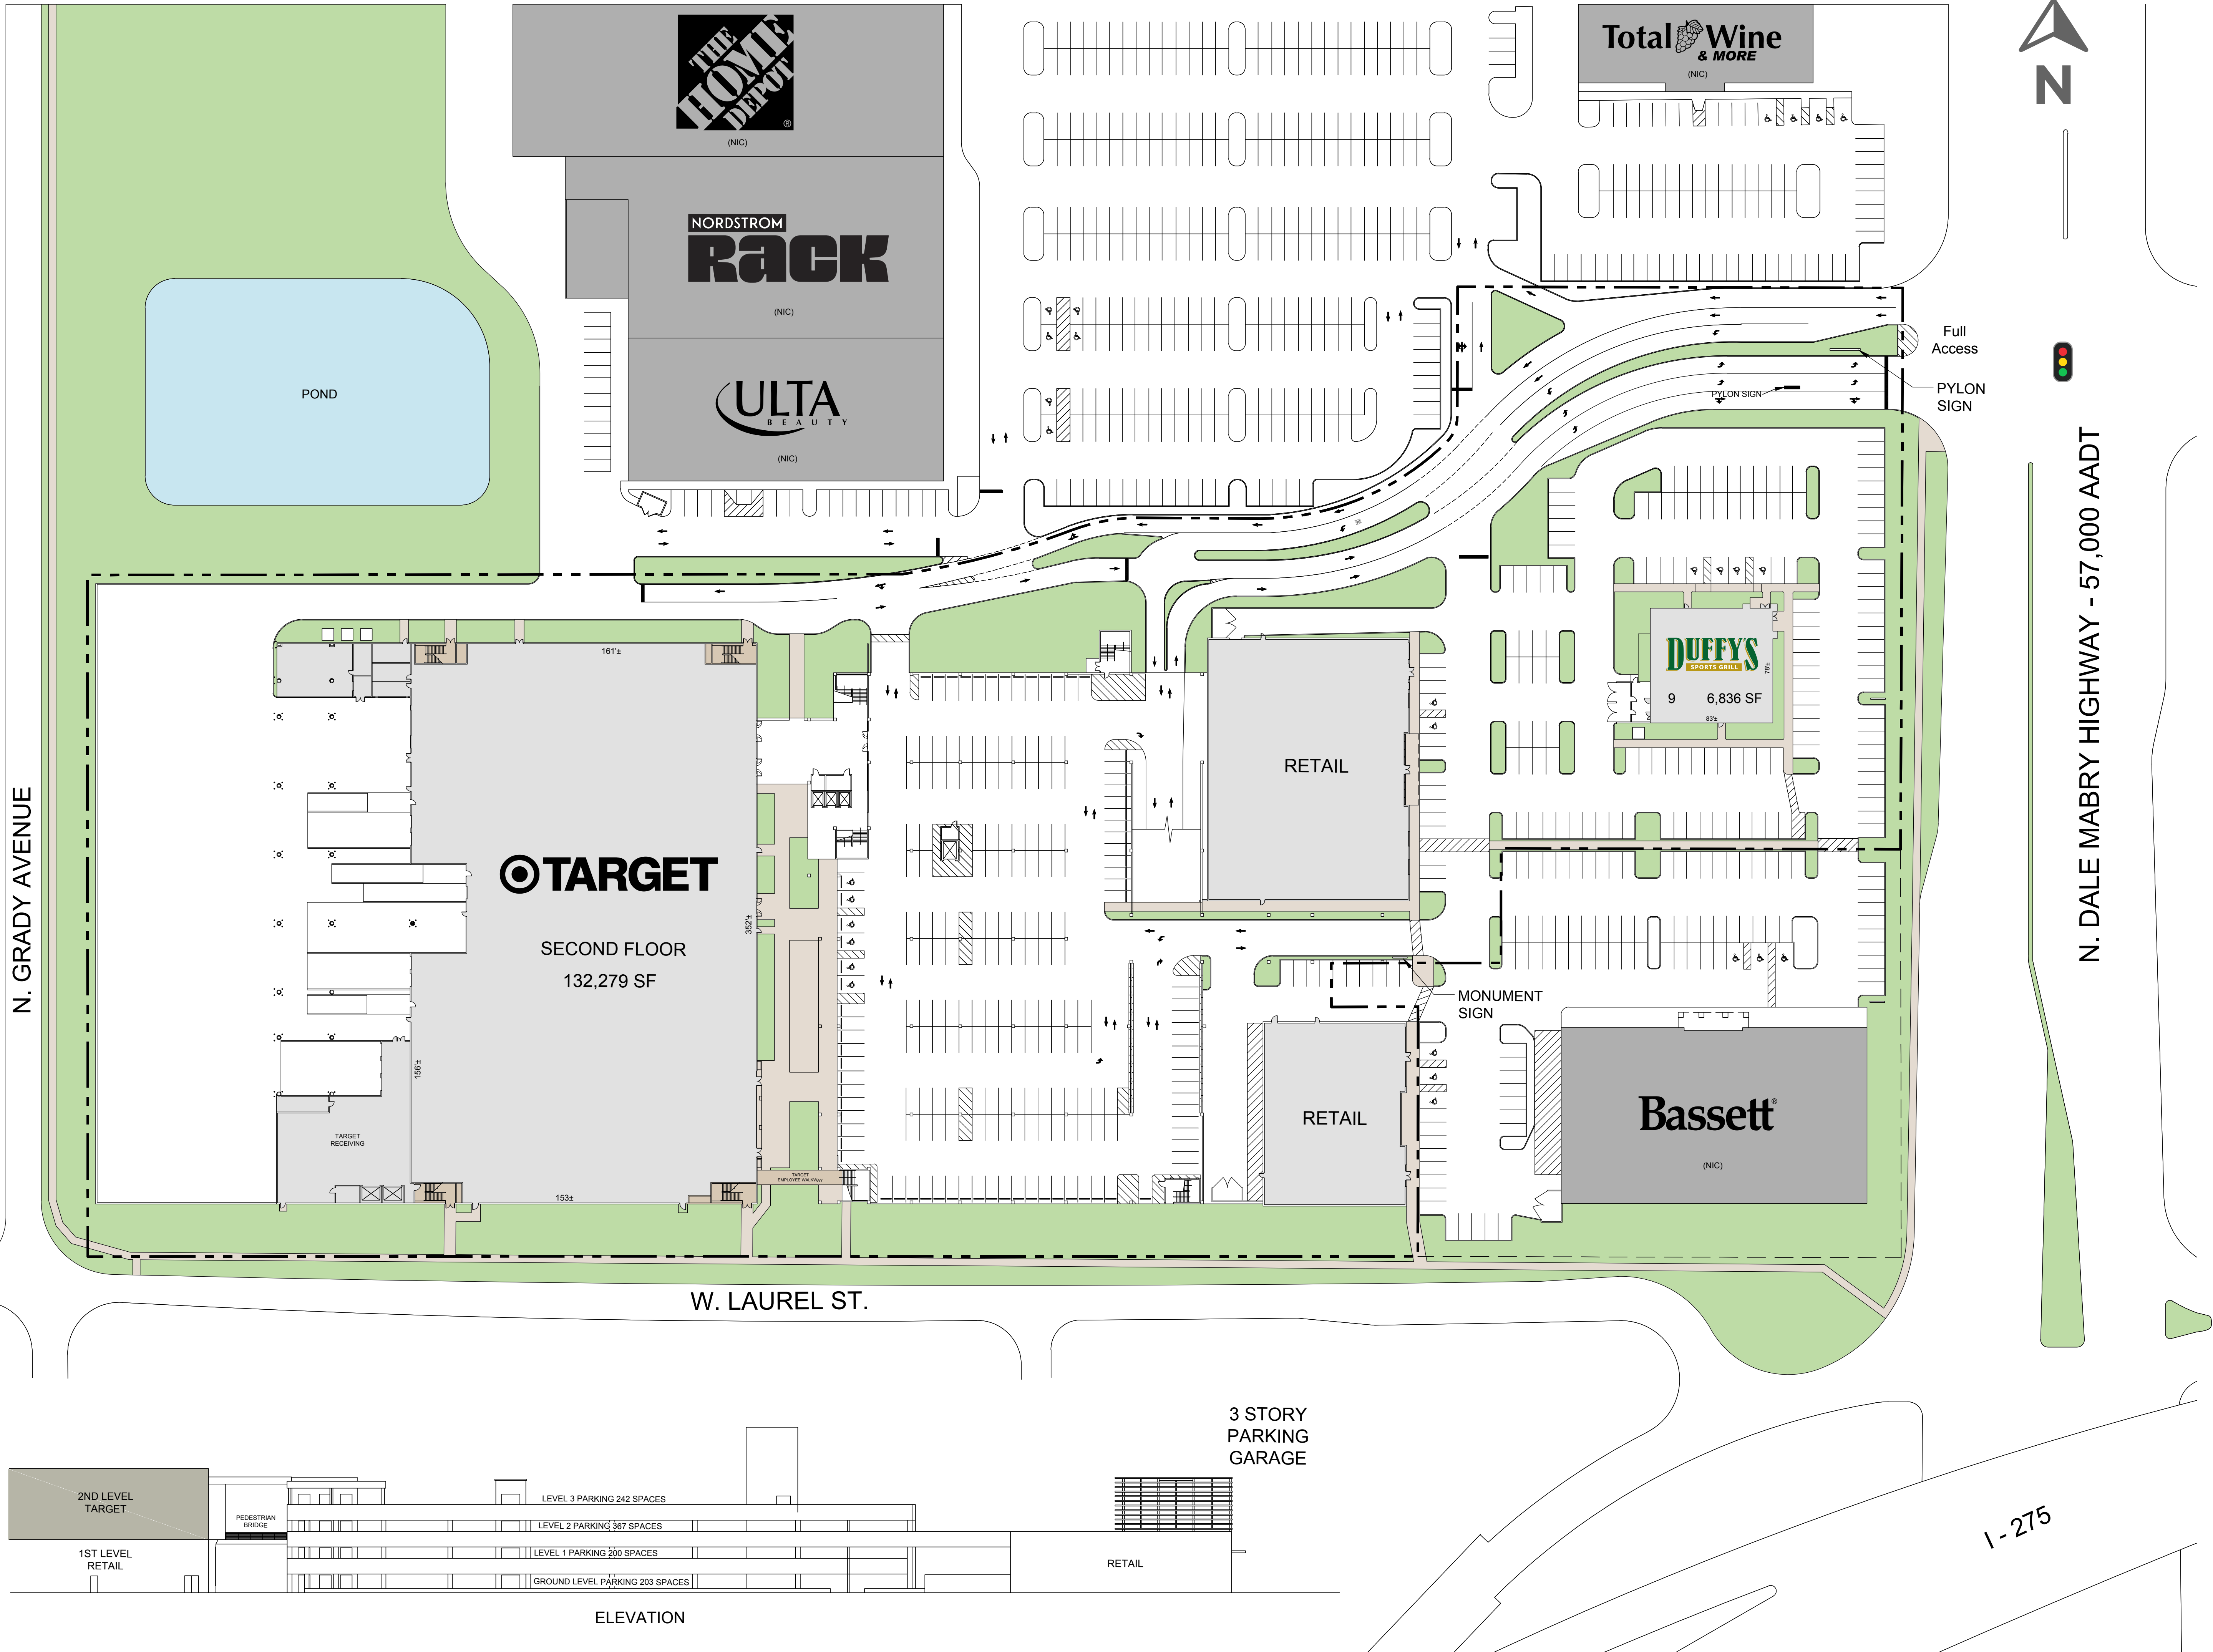 THE
HOME
DEPOT
®
(NIC)
Total Wine
& MORE
(NIC)
N
NORDSTROM
RACK
(NIC)
ULTA
BEAUTY
(NIC)
POND
Full
Access
PYLON
SIGN
PYLON SIGN
N. DALE MABRY HIGHWAY - 57,000 AADT
N. GRADY AVENUE
161'±
DUFFY'S
SPORTS GRILL
9 6,836 SF
78'±
83'±
RETAIL
TARGET
SECOND FLOOR
132,279 SF
352'±
156'±
153±
TARGET
RECEIVING
TARGET
EMPLOYEE WALKWAY
MONUMENT
SIGN
RETAIL
Bassett®
(NIC)
W. LAUREL ST.
3 STORY
PARKING
GARAGE
2ND LEVEL
TARGET
PEDESTRIAN
BRIDGE
1ST LEVEL
RETAIL
LEVEL 3 PARKING 242 SPACES
LEVEL 2 PARKING 367 SPACES
LEVEL 1 PARKING 200 SPACES
GROUND LEVEL PARKING 203 SPACES
RETAIL
ELEVATION
I - 275